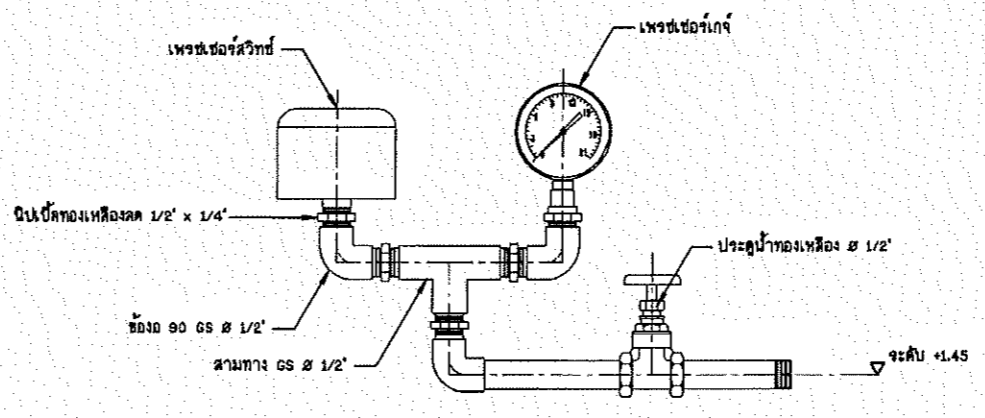 เพรชเชอร์สวิทช์
เพรชเชอร์เกจ์
นิปเปิ้ลทองเหลืองลด 1/2" x 1/4"
ประตูน้ำทองเหลือง Ø 1/2"
ข้องอ 90 GS Ø 1/2"
สามทาง GS Ø 1/2"
ระดับ +1.45